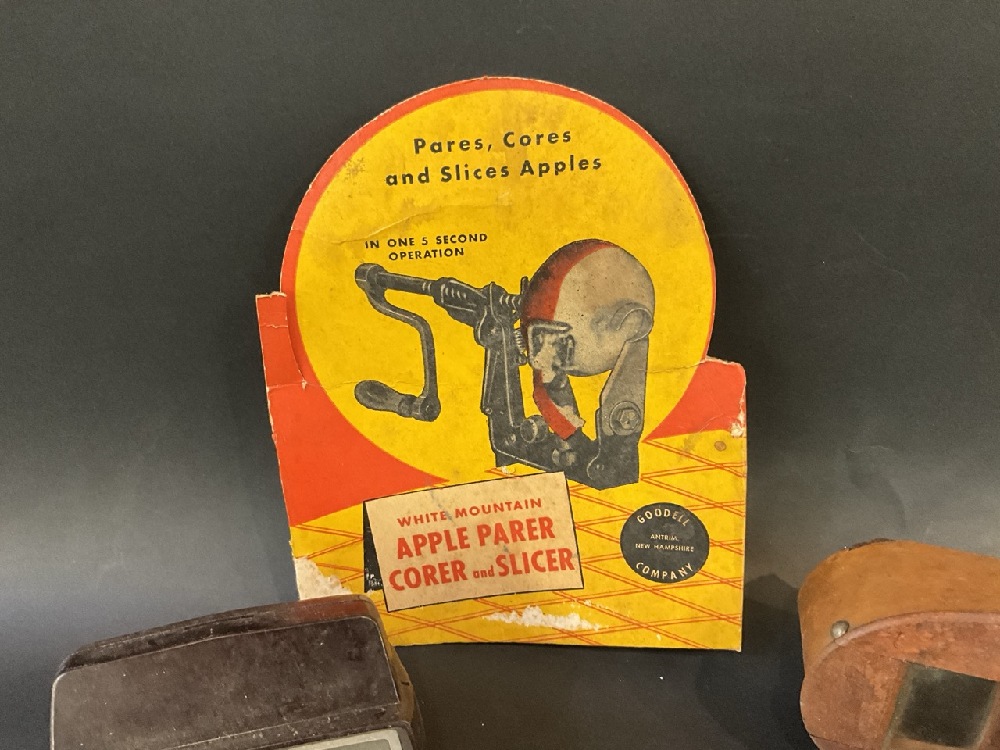 Pares, Cores
and Slices Apples
IN ONE 5 SECOND
OPERATION
WHITE MOUNTAIN
APPLE PARER
CORER and SLICER
GOODELL
ANTRIM,
NEW HAMPSHIRE
COMPANY